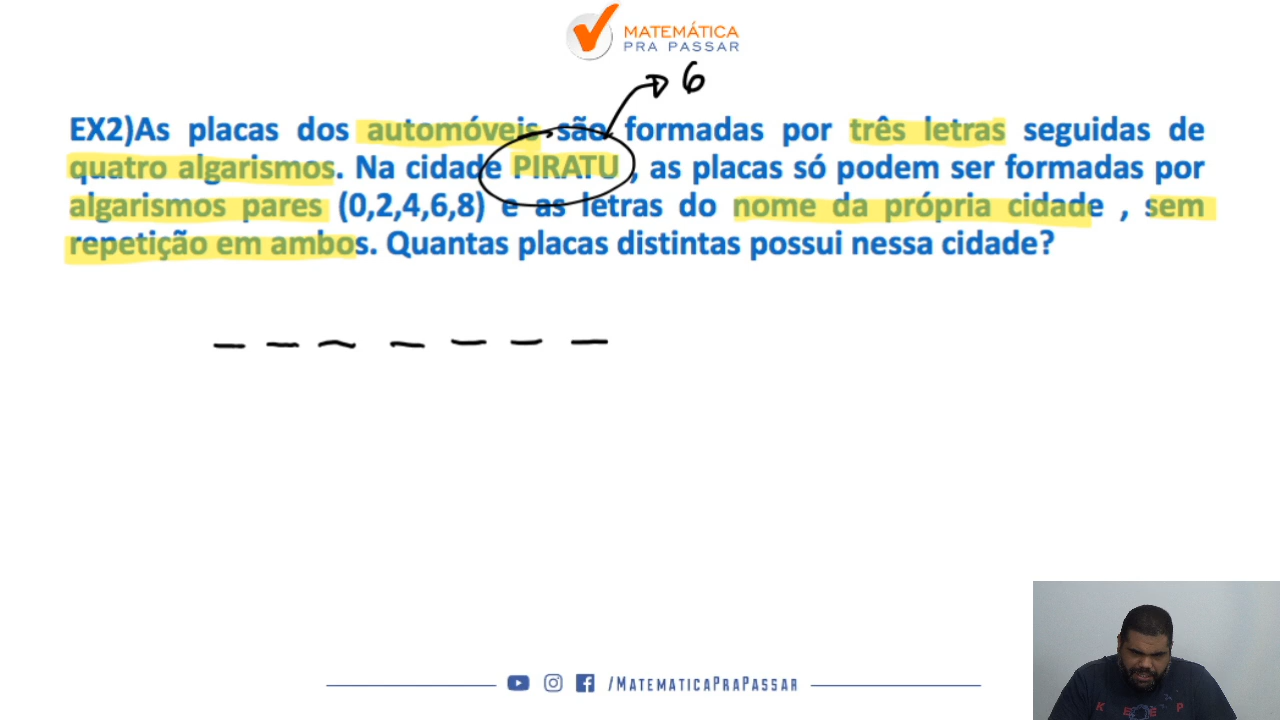 MATEMÁTICA
PRA PASSAR
6
EX2)As placas dos automóveis são formadas por três letras seguidas de
quatro algarismos. Na cidade PIRATU , as placas só podem ser formadas por
algarismos pares (0,2,4,6,8) e as letras do nome da própria cidade , sem
repetição em ambos. Quantas placas distintas possui nessa cidade?
/MATEMATICAPRAPASSAR